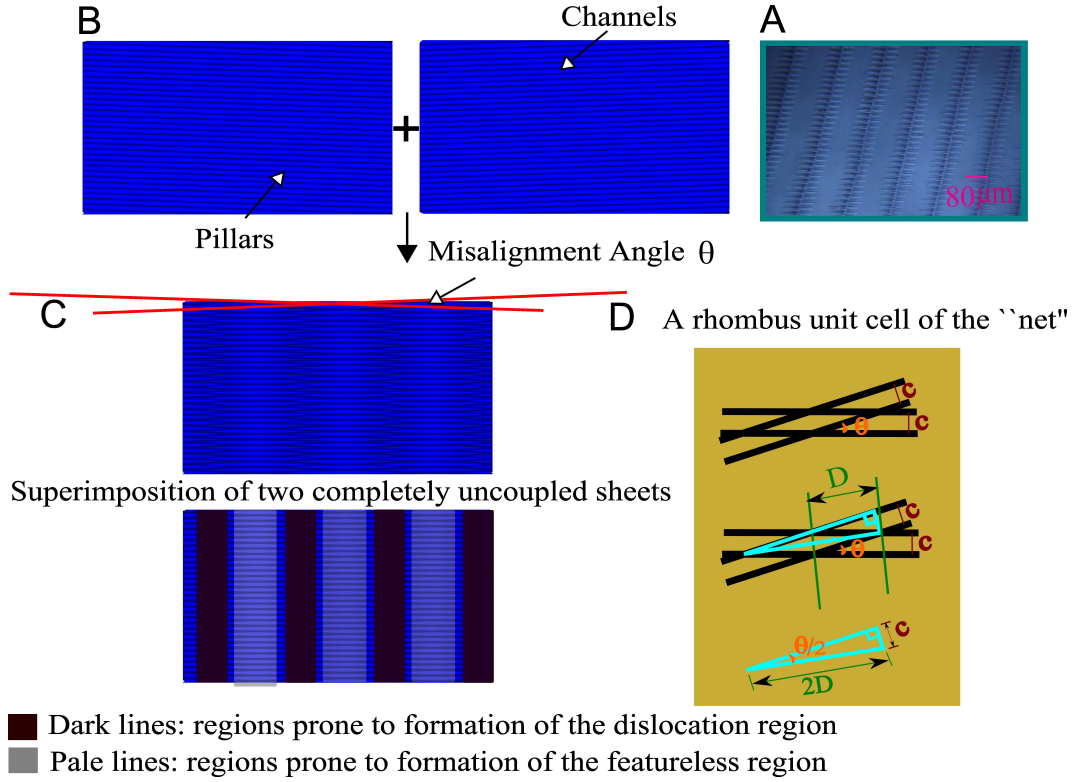 B
Channels
A
+
80 μm
Pillars
Misalignment Angle θ
C
D
A rhombus unit cell of the ``net"
c
c
θ
Superimposition of two completely uncoupled sheets
D
c
c
θ
θ/2
c
2D
Dark lines: regions prone to formation of the dislocation region
Pale lines: regions prone to formation of the featureless region